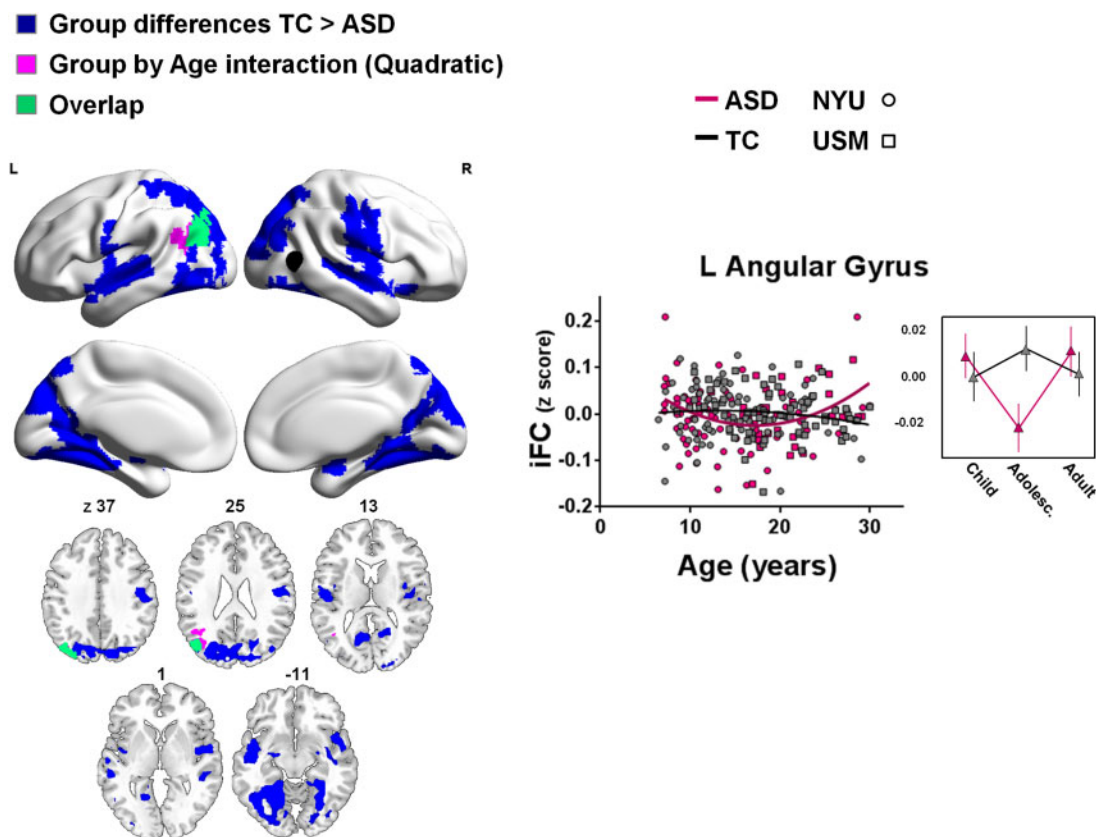 Group differences TC > ASD
Group by Age interaction (Quadratic)
Overlap
ASD NYU
TC USM
L R
L Angular Gyrus
iFC (z score)
0.2
0.1
0.0
-0.1
-0.2
0 10 20 30
Age (years)
0.02
0.00
-0.02
Child Adolesc. Adult
z 37 25 13
1 -11